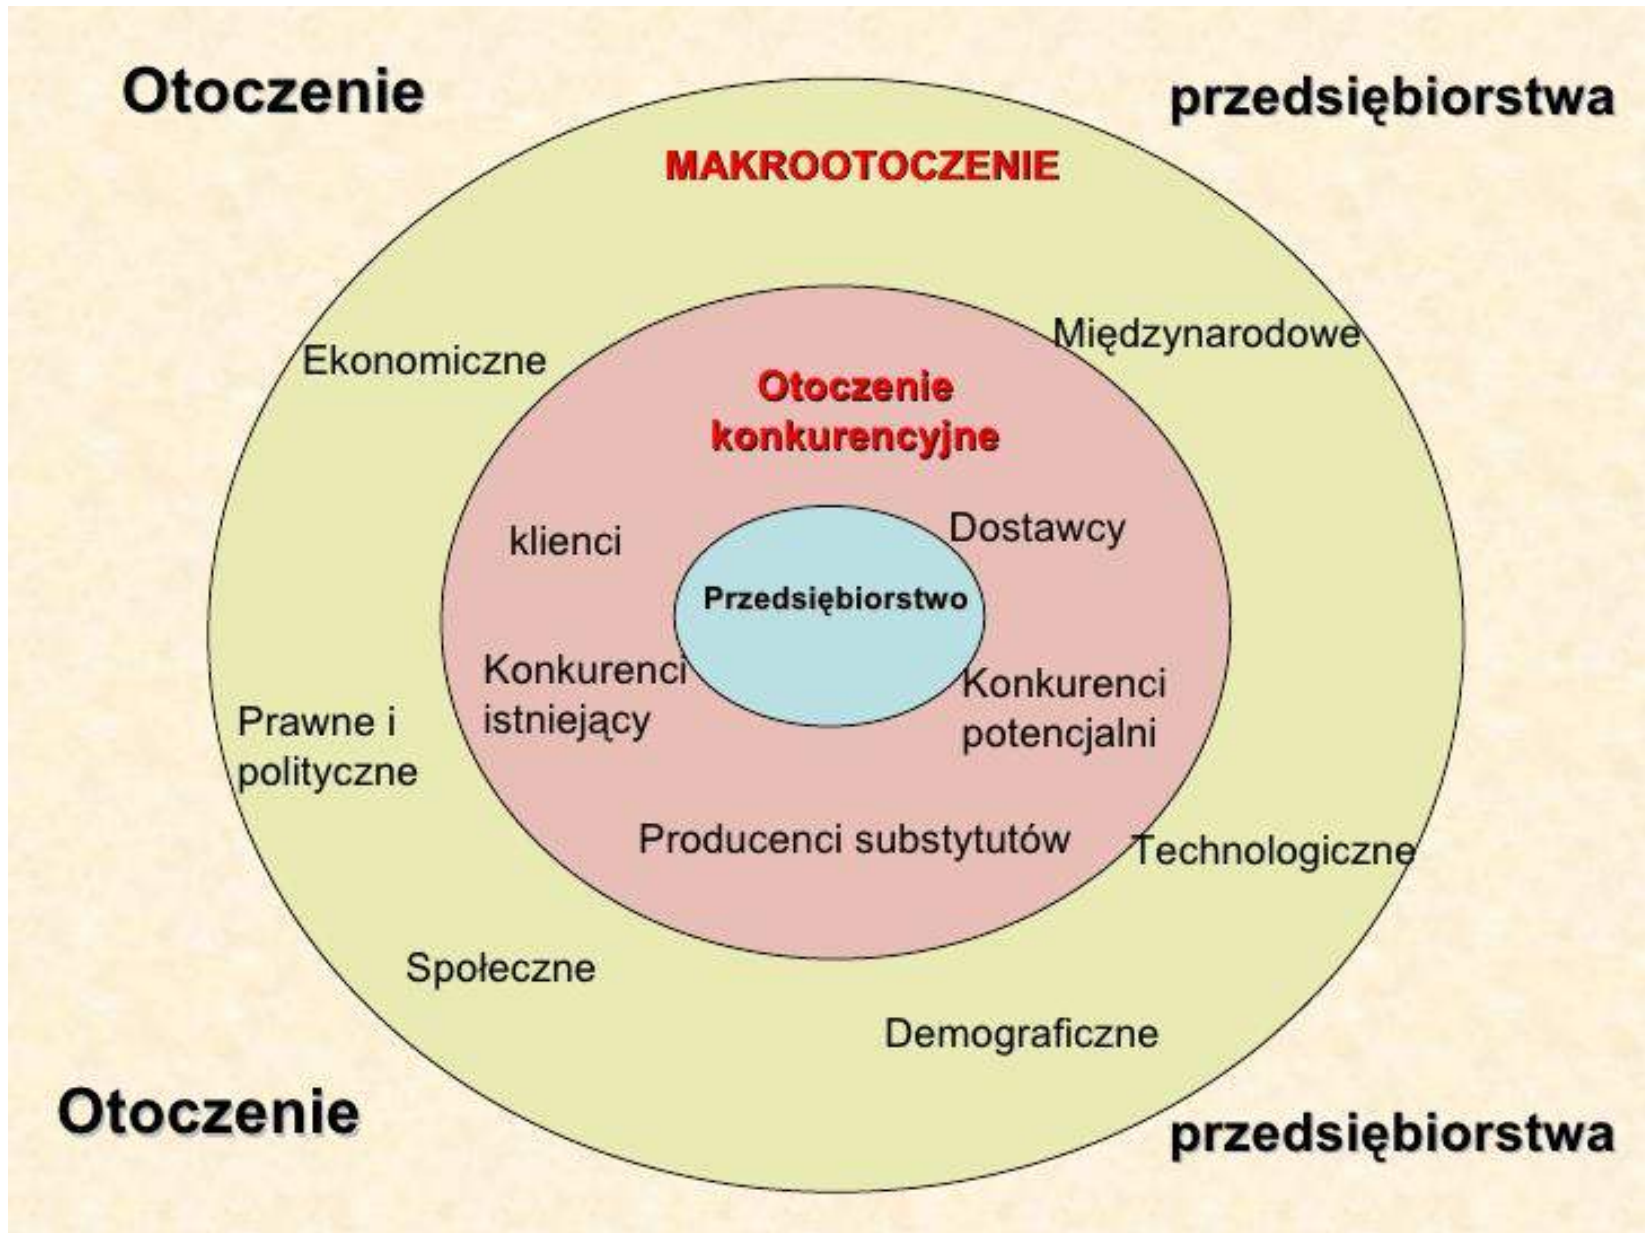 Otoczenie
przedsiębiorstwa
MAKROOTOCZENIE
Ekonomiczne
Międzynarodowe
Otoczenie
konkurencyjne
klienci
Dostawcy
Przedsiębiorstwo
Konkurenci
istniejący
Konkurenci
potencjalni
Prawne i
polityczne
Producenci substytutów
Technologiczne
Społeczne
Demograficzne
Otoczenie
przedsiębiorstwa